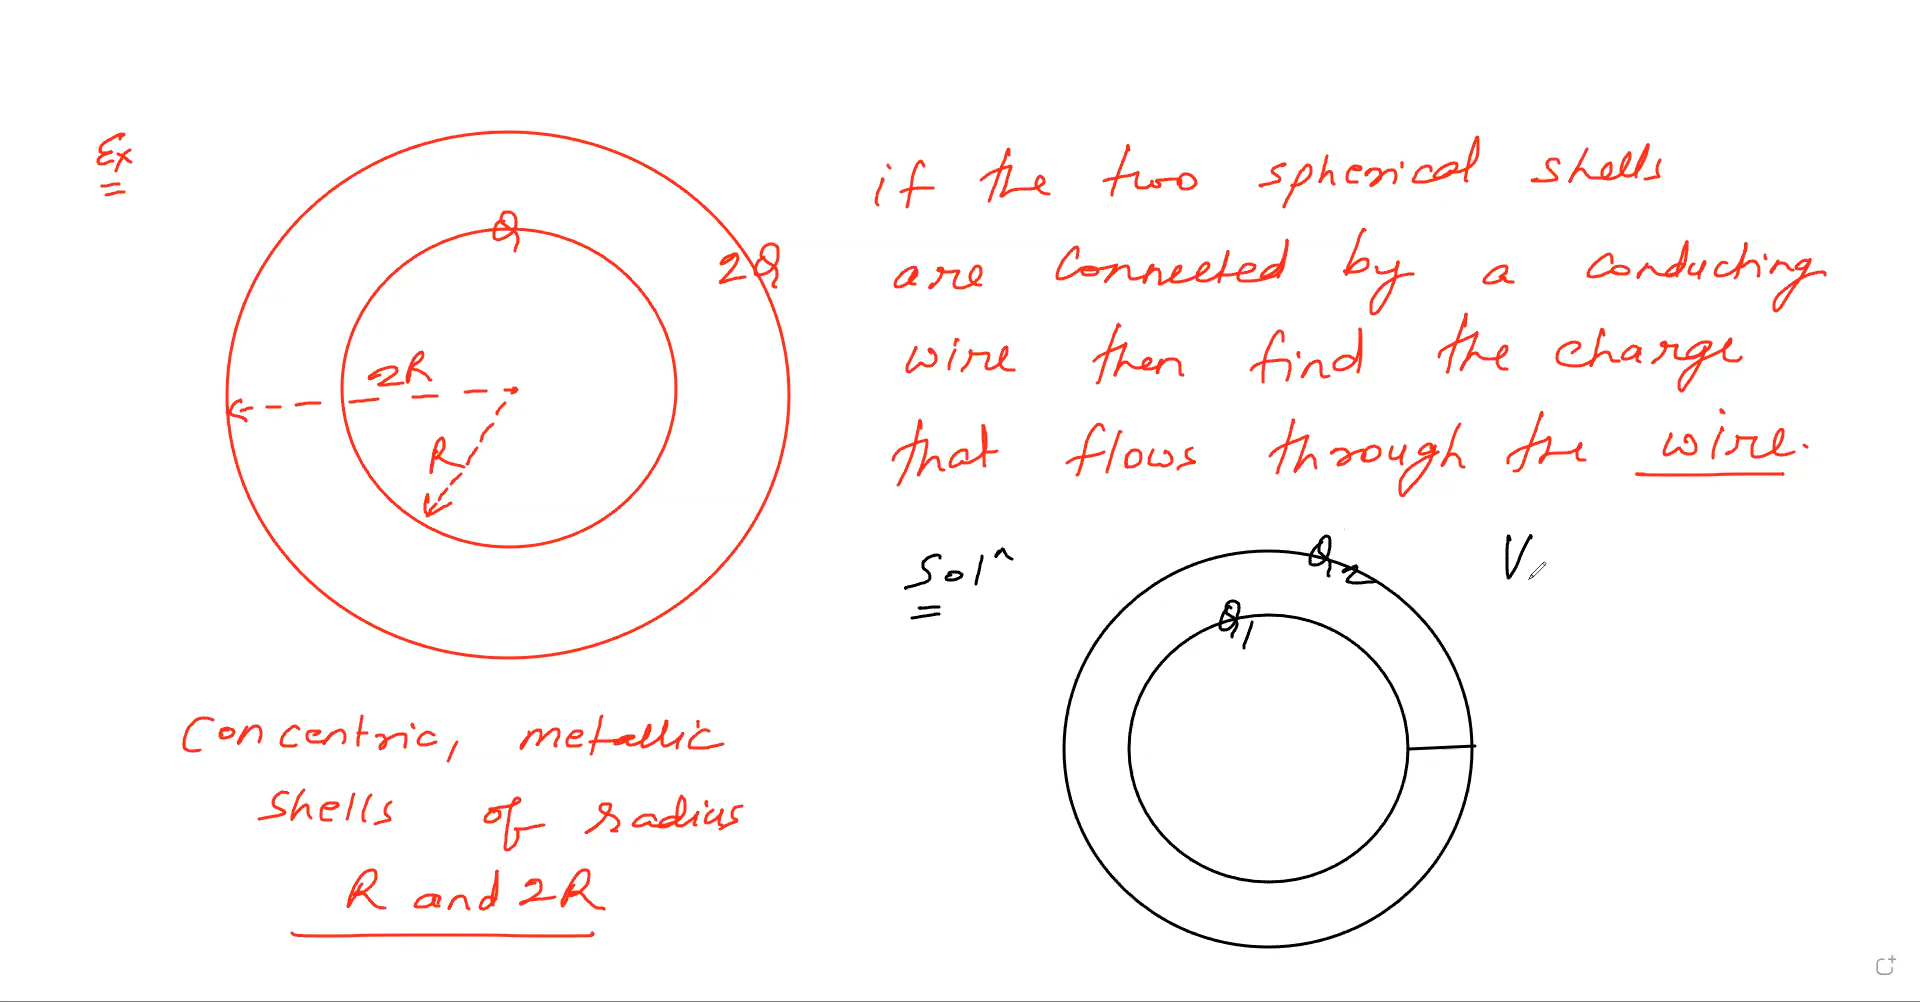 Ex
Q
2Q
2R
R
Concentric, metallic
shells of radius
R and 2R
if the two spherical shells
are connected by a conducting
wire then find the charge
that flows through the wire.
Solⁿ
Q₂
Q₁
V